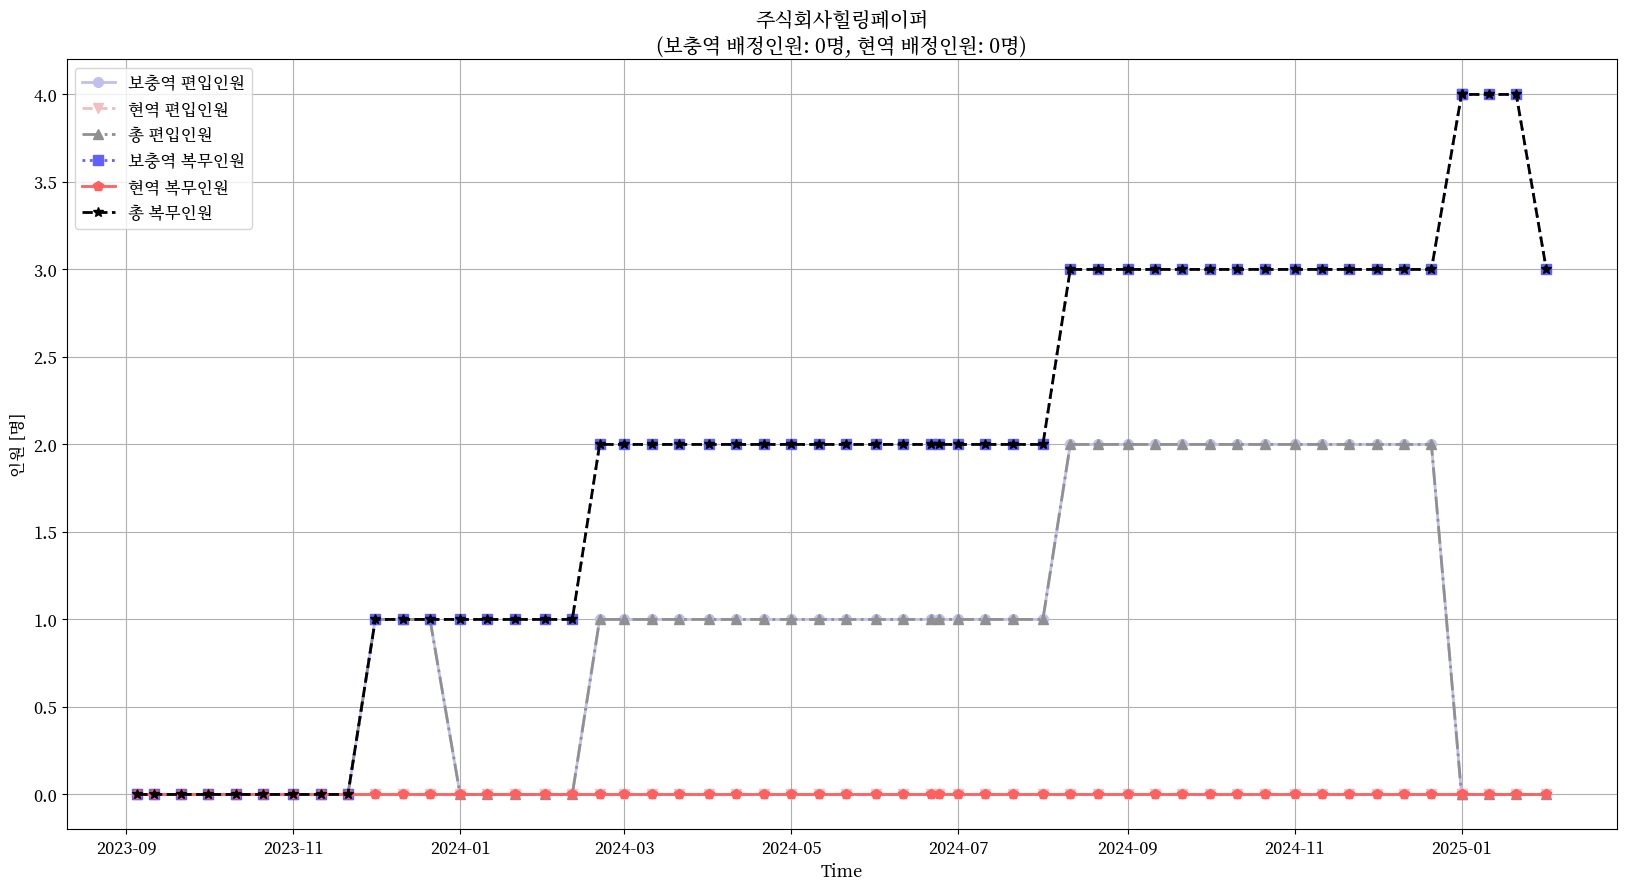 주식회사힐링페이퍼
(보충역 배정인원: 0명, 현역 배정인원: 0명)
보충역 편입인원
현역 편입인원
총 편입인원
보충역 복무인원
현역 복무인원
총 복무인원
인원 [명]
4.0
3.5
3.0
2.5
2.0
1.5
1.0
0.5
0.0
2023-09 2023-11 2024-01 2024-03 2024-05 2024-07 2024-09 2024-11 2025-01
Time